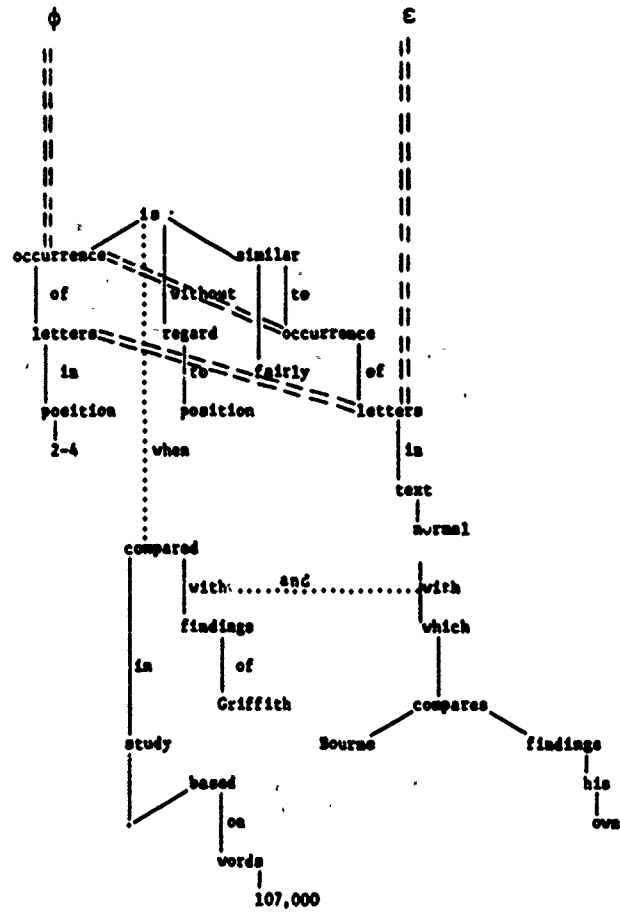 φ ε
is
occurrence similar
of without to
letters regard occurrence
in to fairly of
position position letters
2-4 when in
text
normal
compared
with and with
findings which
in of
Griffith compares
study Bourne findings
based his
on own
words
107,000